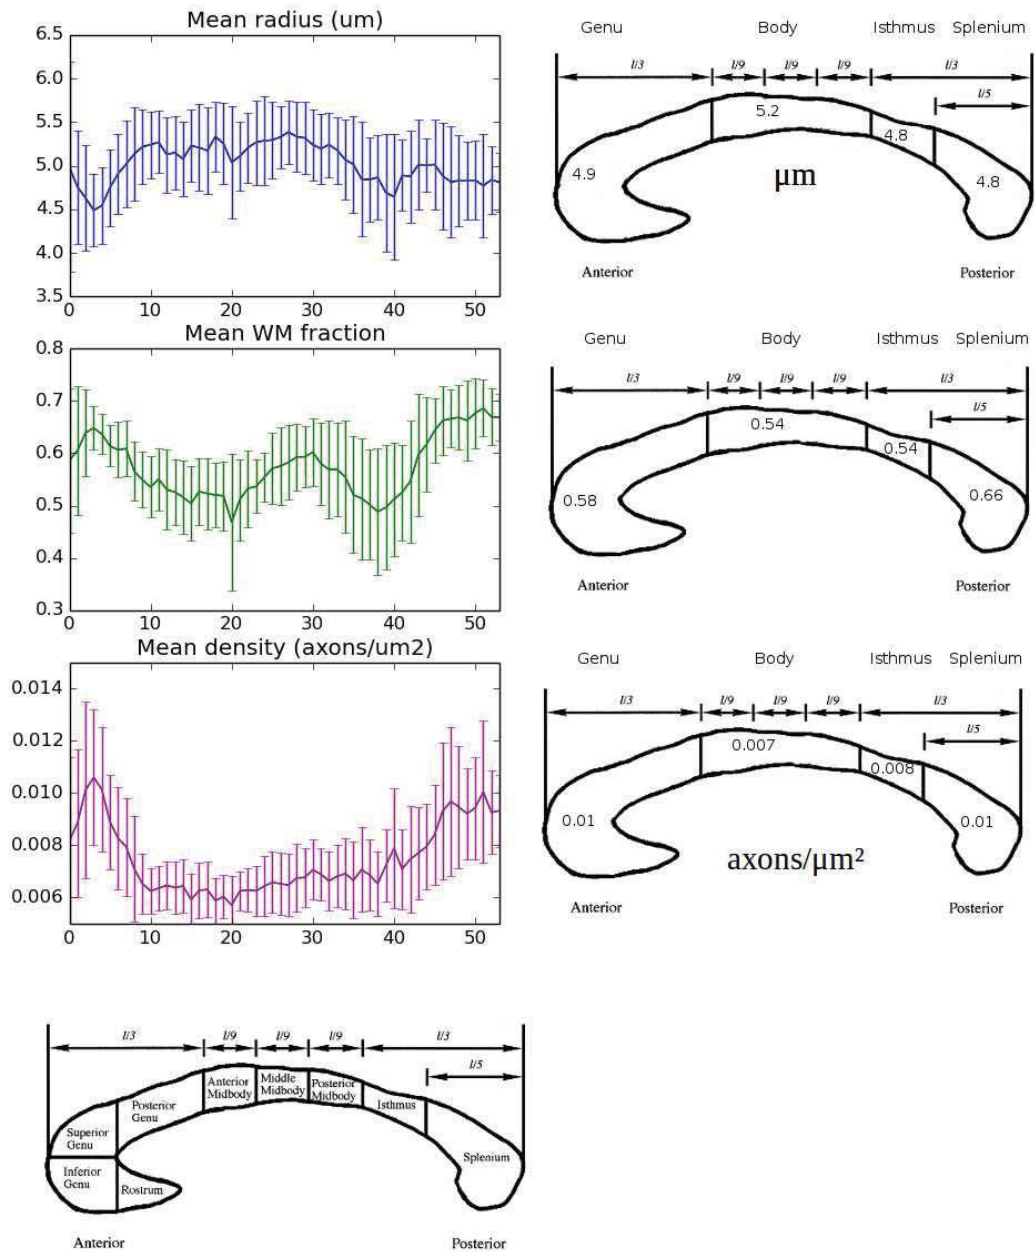 Mean radius (um)
6.5
6.0
5.5
5.0
4.5
4.0
3.5
0 10 20 30 40 50
Genu Body Isthmus Splenium
l/3 l/9 l/9 l/9 l/3
l/5
5.2
4.8
4.9
μm
4.8
Anterior Posterior
Mean WM fraction
0.8
0.7
0.6
0.5
0.4
0.3
0 10 20 30 40 50
Genu Body Isthmus Splenium
l/3 l/9 l/9 l/9 l/3
l/5
0.54
0.54
0.58
0.66
Anterior Posterior
Mean density (axons/um2)
0.014
0.012
0.010
0.008
0.006
0 10 20 30 40 50
Genu Body Isthmus Splenium
l/3 l/9 l/9 l/9 l/3
l/5
0.007
0.008
0.01
0.01
axons/μm²
Anterior Posterior
l/3 l/9 l/9 l/9 l/3
l/5
Superior
Genu
Posterior
Genu
Anterior
Midbody
Middle
Midbody
Posterior
Midbody
Isthmus
Splenium
Inferior
Genu
Rostrum
Anterior Posterior